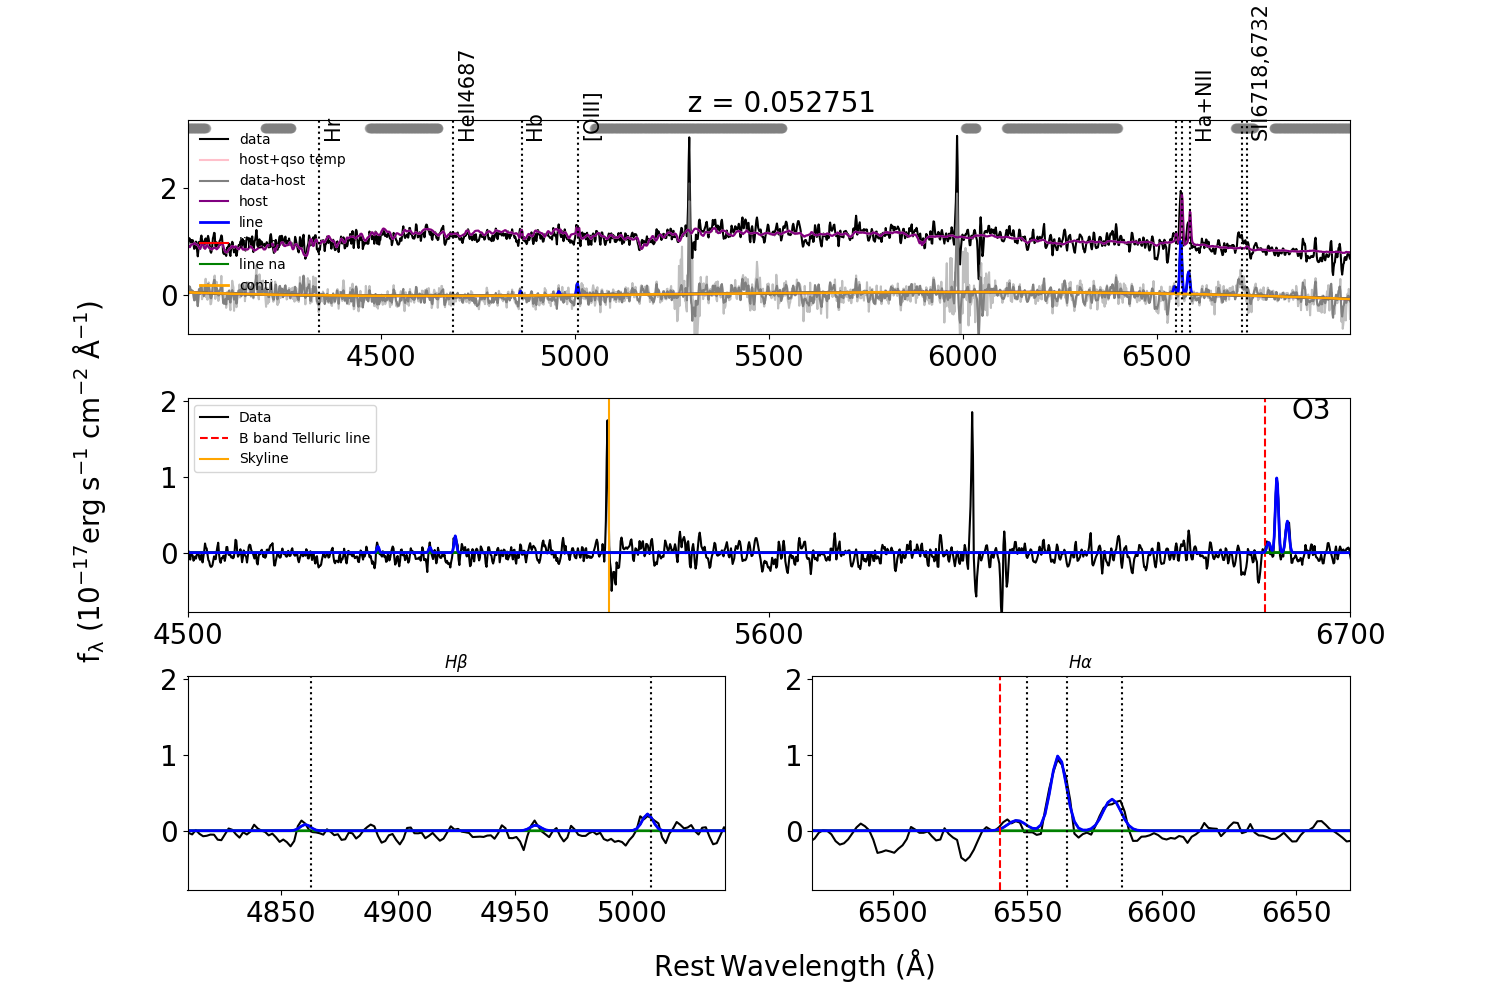 Hr
HeII4687
Hb
[OIII]
Ha+NII
SII6718,6732
z = 0.052751
data
host+qso temp
data-host
host
line
line na
conti
2
0
4500
5000
5500
6000
6500
fλ (10−17erg s−1 cm−2 Å−1)
Data
B band Telluric line
Skyline
O3
2
1
0
4500
5600
6700
Hβ
2
1
0
4850
4900
4950
5000
Hα
2
1
0
6500
6550
6600
6650
Rest Wavelength (Å)